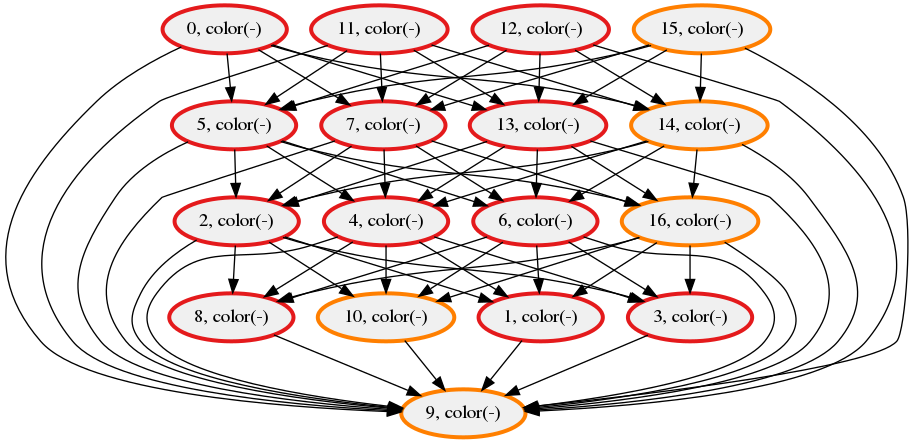 0, color(-)
11, color(-)
12, color(-)
15, color(-)
5, color(-)
7, color(-)
13, color(-)
14, color(-)
2, color(-)
4, color(-)
6, color(-)
16, color(-)
8, color(-)
10, color(-)
1, color(-)
3, color(-)
9, color(-)